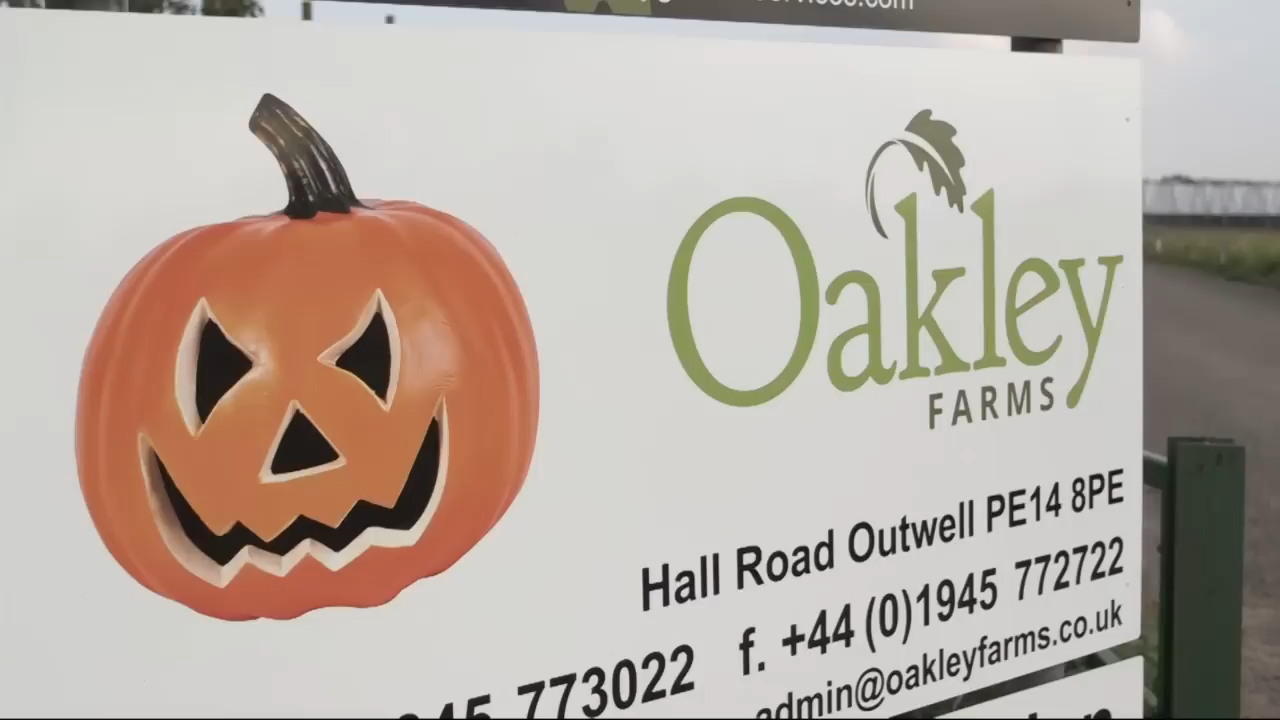 Oakley
FARMS
Hall Road Outwell PE14 8PE
773022 f. +44 (0)1945 772722
admin@oakleyfarms.co.uk